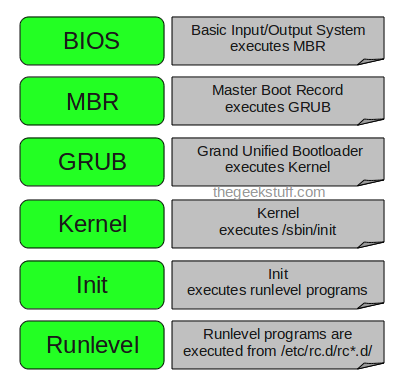 BIOS
Basic Input/Output System
executes MBR
MBR
Master Boot Record
executes GRUB
GRUB
Grand Unified Bootloader
executes Kernel
thegeekstuff.com
Kernel
Kernel
executes /sbin/init
Init
Init
executes runlevel programs
Runlevel
Runlevel programs are
executed from /etc/rc.d/rc*.d/